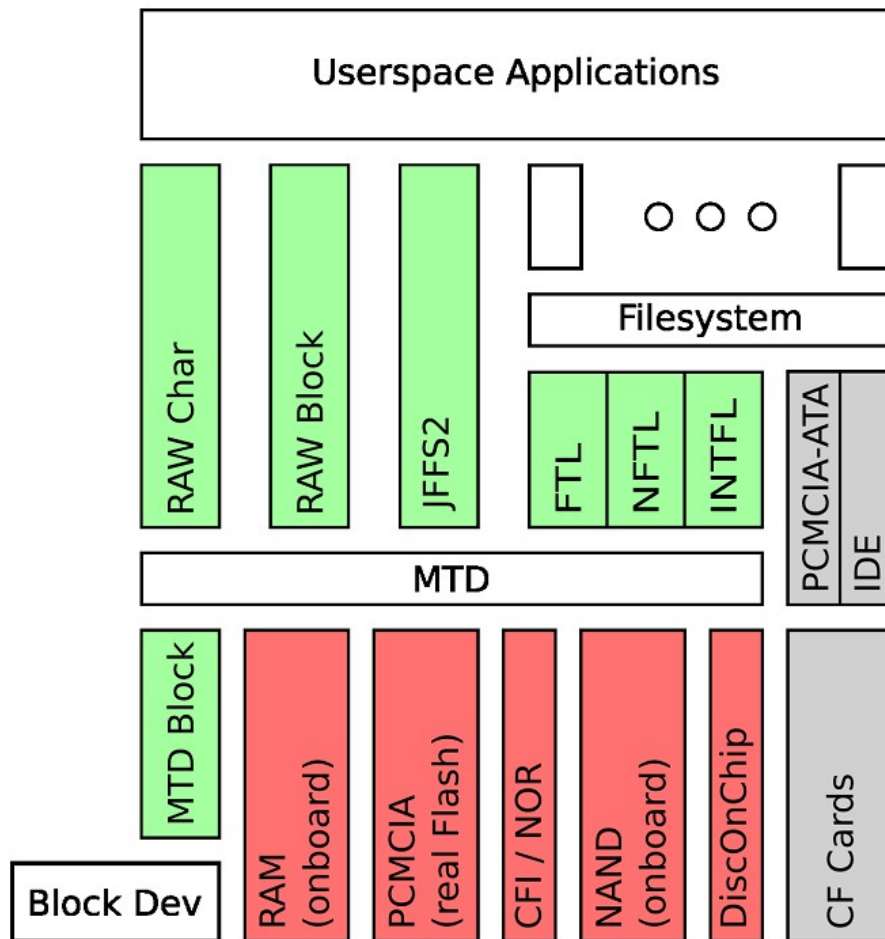 Userspace Applications
Filesystem
RAW Char
RAW Block
JFFS2
FTL
NFTL
INTFL
PCMCIA-ATA
IDE
MTD
MTD Block
RAM
(onboard)
PCMCIA
(real Flash)
CFI / NOR
NAND
(onboard)
DiscOnChip
CF Cards
Block Dev